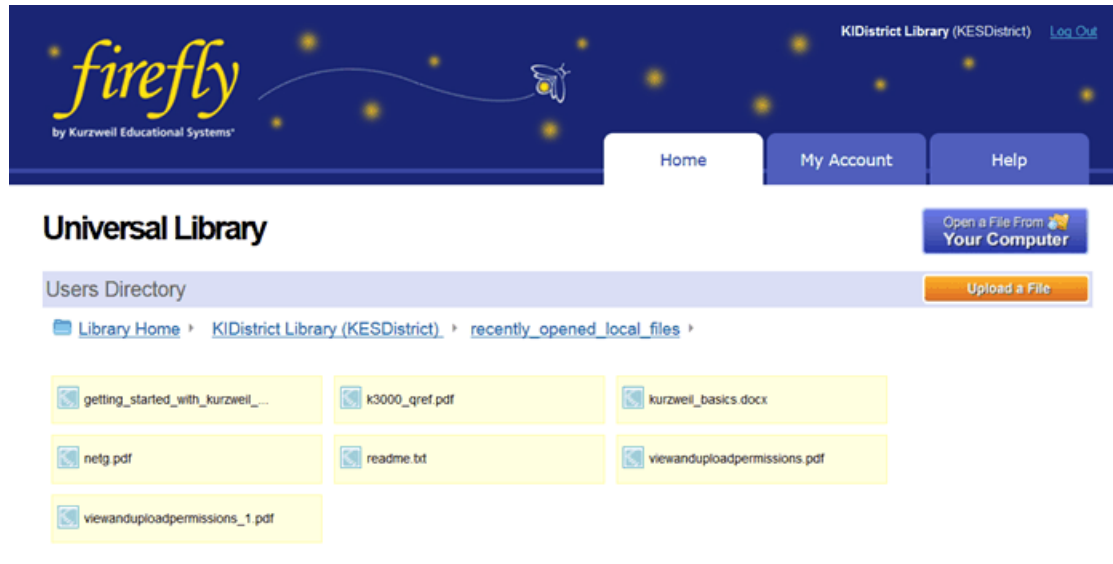 KIDistrict Library (KESDistrict) Log Out
firefly
by Kurzweil Educational Systems
Home My Account Help
Universal Library
Open a File From
Your Computer
Users Directory
Upload a File
Library Home KIDistrict Library (KESDistrict) recently_opened_local_files
getting_started_with_kurzweil_... k3000_qref.pdf kurzweil_basics.docx
netg.pdf readme.txt viewanduploadpermissions.pdf
viewanduploadpermissions_1.pdf